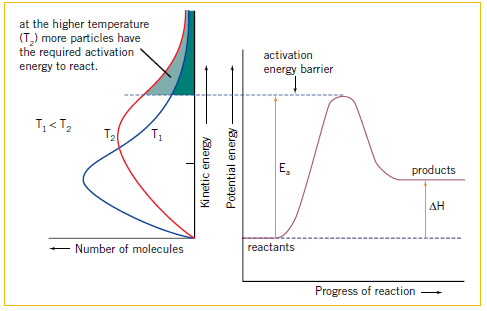 at the higher temperature
(T₂) more particles have
the required activation
energy to react.
T₁ < T₂
T₂
T₁
Kinetic energy
Number of molecules
Potential energy
activation
energy barrier
Eₐ
products
ΔH
reactants
Progress of reaction